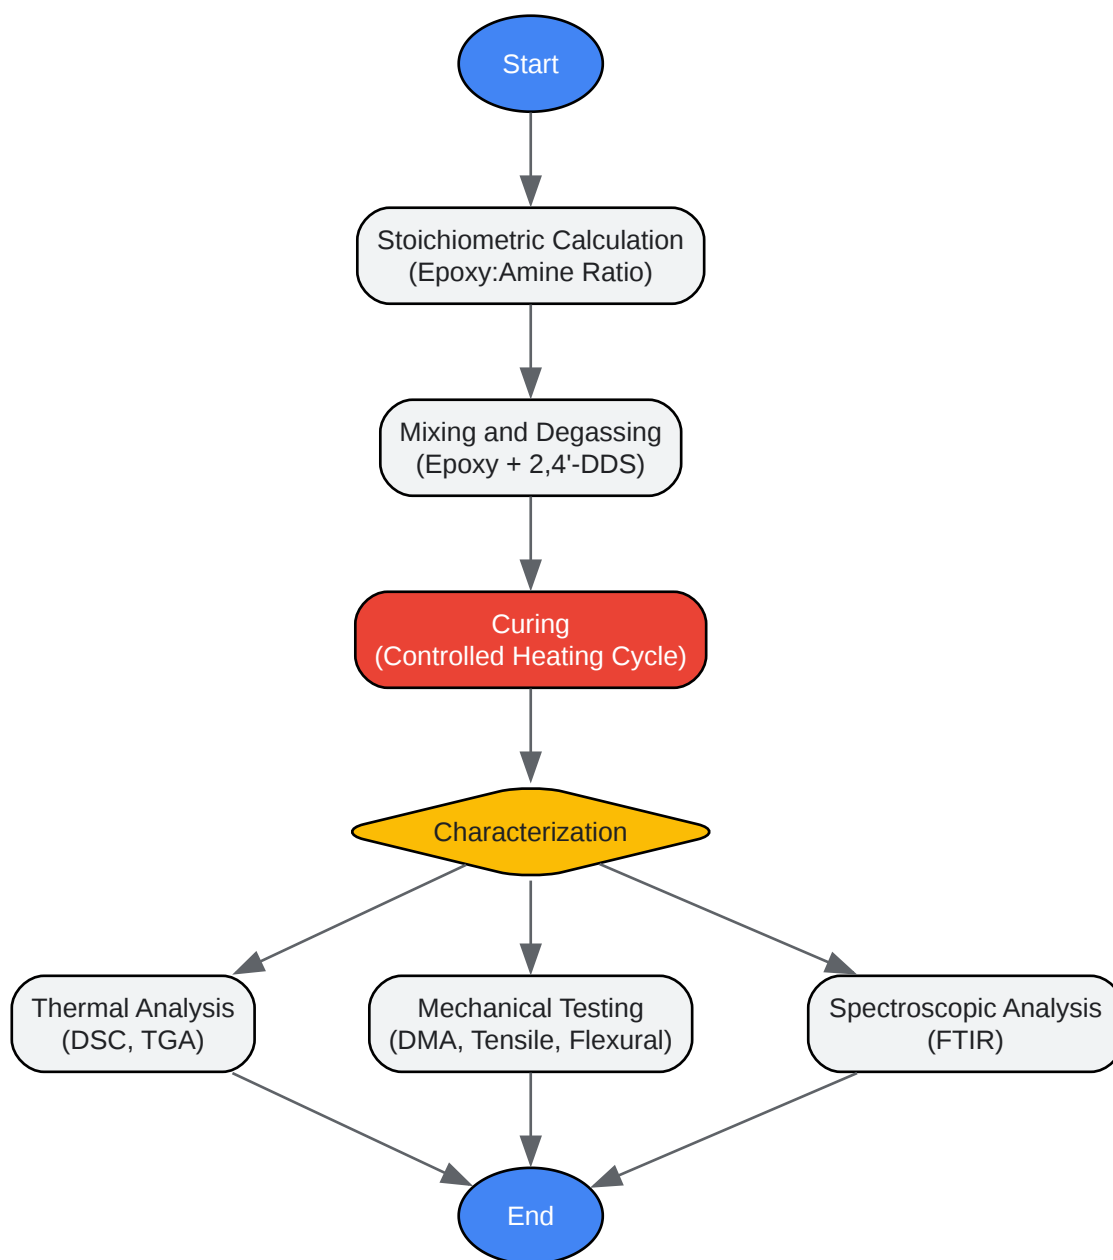 Start
Stoichiometric Calculation
(Epoxy:Amine Ratio)
Mixing and Degassing
(Epoxy + 2,4'-DDS)
Curing
(Controlled Heating Cycle)
Characterization
Thermal Analysis
(DSC, TGA)
Mechanical Testing
(DMA, Tensile, Flexural)
Spectroscopic Analysis
(FTIR)
End